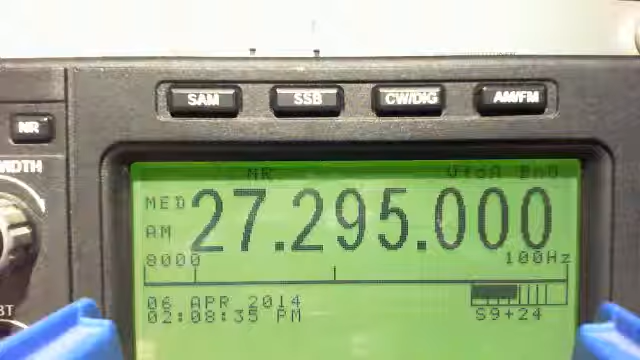 SAM SSB CW/DIG AM/FM
NR
WIDTH
NR
MED 27.295.000
AM
8000 100Hz
06 APR 2014
02:08:35 PM S9+24